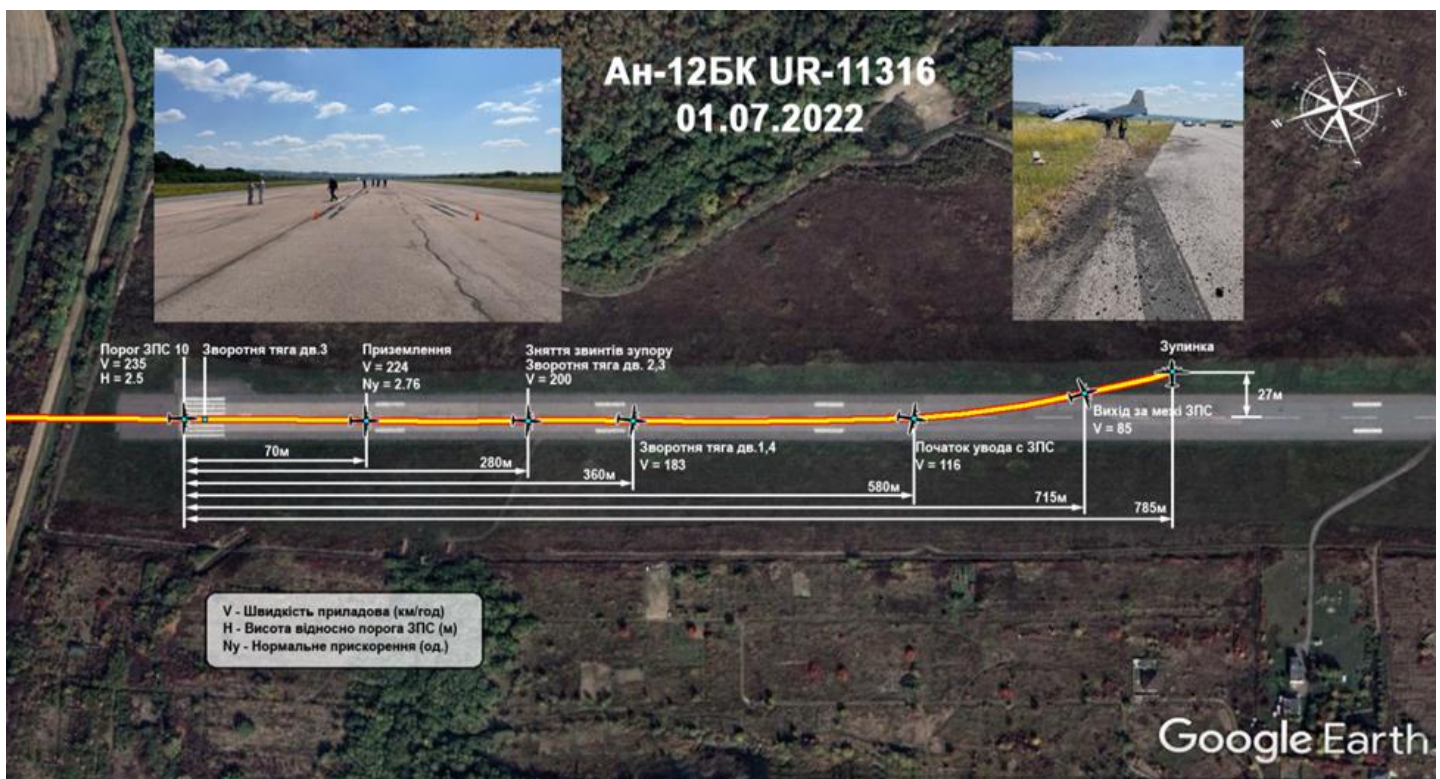 Ан-12БК UR-11316
01.07.2022
N
E
W
S
Порог ЗПС 10
V = 235
H = 2.5
Зворотня тяга дв.3
Приземлення
V = 224
Ny = 2.76
Зняття звинтів зупору
Зворотня тяга дв. 2,3
V = 200
Зворотня тяга дв.1,4
V = 183
Початок увода с ЗПС
V = 116
Вихід за межі ЗПС
V = 85
Зупинка
27м
70м
280м
360м
580м
715м
785м
V - Швидкість приладова (км/год)
H - Висота відносно порога ЗПС (м)
Ny - Нормальне прискорення (од.)
Google Earth